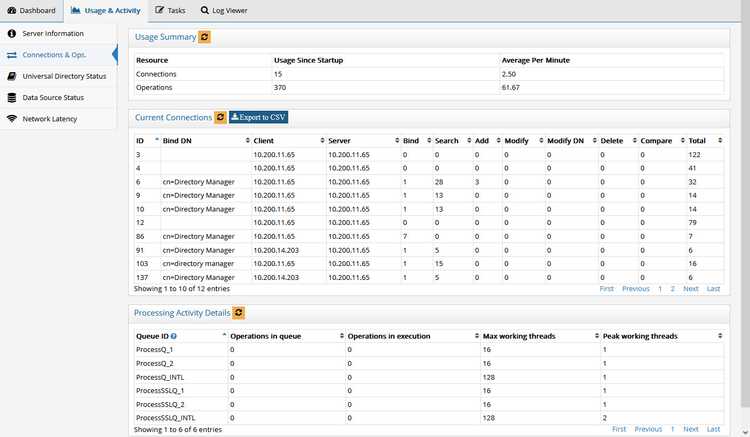 Dashboard Usage & Activity Tasks Log Viewer
Server Information
Connections & Ops.
Universal Directory Status
Data Source Status
Network Latency
Usage Summary
Resource Usage Since Startup Average Per Minute
Connections 15 2.50
Operations 370 61.67
Current Connections Export to CSV
ID Bind DN Client Server Bind Search Add Modify Modify DN Delete Compare Total
3 10.200.11.65 10.200.11.65 0 0 0 0 0 0 0 122
4 10.200.11.65 10.200.11.65 0 0 0 0 0 0 0 41
6 cn=Directory Manager 10.200.11.65 10.200.11.65 1 28 3 0 0 0 0 32
9 cn=Directory Manager 10.200.11.65 10.200.11.65 1 13 0 0 0 0 0 14
10 cn=Directory Manager 10.200.11.65 10.200.11.65 1 13 0 0 0 0 0 14
12 10.200.11.65 10.200.11.65 0 0 0 0 0 0 0 79
86 cn=Directory Manager 10.200.11.65 10.200.11.65 7 0 0 0 0 0 0 7
91 cn=Directory Manager 10.200.14.203 10.200.11.65 1 5 0 0 0 0 0 6
103 cn=directory manager 10.200.11.65 10.200.11.65 1 15 0 0 0 0 0 16
137 cn=Directory Manager 10.200.14.203 10.200.11.65 1 5 0 0 0 0 0 6
Showing 1 to 10 of 12 entries First Previous 1 2 Next Last
Processing Activity Details
Queue ID Operations in queue Operations in execution Max working threads Peak working threads
ProcessQ_1 0 0 16 1
ProcessQ_2 0 0 16 1
ProcessQ_INTL 0 0 128 1
ProcessSSLQ_1 0 0 16 1
ProcessSSLQ_2 0 0 16 1
ProcessSSLQ_INTL 0 0 128 2
Showing 1 to 6 of 6 entries First Previous 1 Next Last